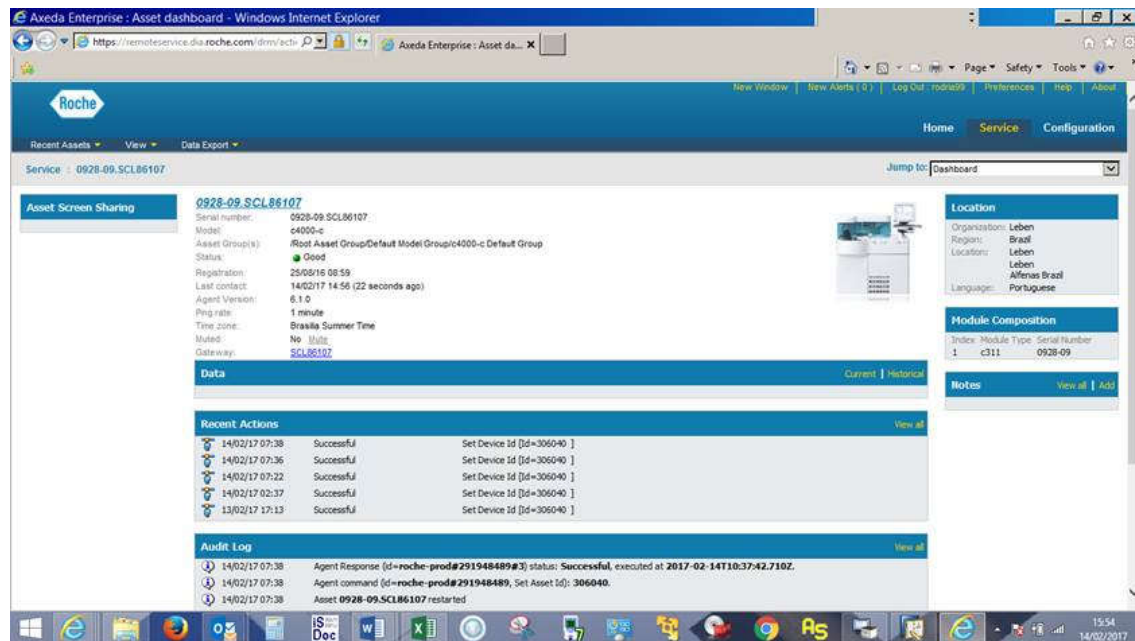 Axeda Enterprise : Asset dashboard - Windows Internet Explorer
https://remoteservice.dia.roche.com/drm/acti
Axeda Enterprise : Asset da...
Page Safety Tools
Roche
New Window | New Alerts ( 0 ) | Log Out : rodria99 | Preferences | Help | About
Home Service Configuration
Recent Assets View Data Export
Service : 0928-09.SCL86107
Jump to: Dashboard
Asset Screen Sharing
0928-09.SCL86107
Serial number: 0928-09.SCL86107
Model: c4000-c
Asset Group(s): /Root Asset Group/Default Model Group/c4000-c Default Group
Status: Good
Registration: 25/08/16 08:59
Last contact: 14/02/17 14:56 (22 seconds ago)
Agent Version: 6.1.0
Ping rate: 1 minute
Time zone: Brasilia Summer Time
Muted: No Mute
Gateway: SCL86107
Location
Organization: Leben
Region: Brazil
Location: Leben
Leben
Alfenas Brazil
Language: Portuguese
Module Composition
Index Module Type Serial Number
1 c311 0928-09
Notes View all | Add
Data Current | Historical
Recent Actions View all
14/02/17 07:38 Successful Set Device Id [Id=306040 ]
14/02/17 07:36 Successful Set Device Id [Id=306040 ]
14/02/17 07:22 Successful Set Device Id [Id=306040 ]
14/02/17 02:37 Successful Set Device Id [Id=306040 ]
13/02/17 17:13 Successful Set Device Id [Id=306040 ]
Audit Log View all
14/02/17 07:38 Agent Response (id=roche-prod#291948489#3) status: Successful, executed at 2017-02-14T10:37:42.710Z.
14/02/17 07:38 Agent command (id=roche-prod#291948489, Set Asset Id): 306040.
14/02/17 07:38 Asset 0928-09.SCL86107 restarted
Doc
As
15:54
14/02/2017